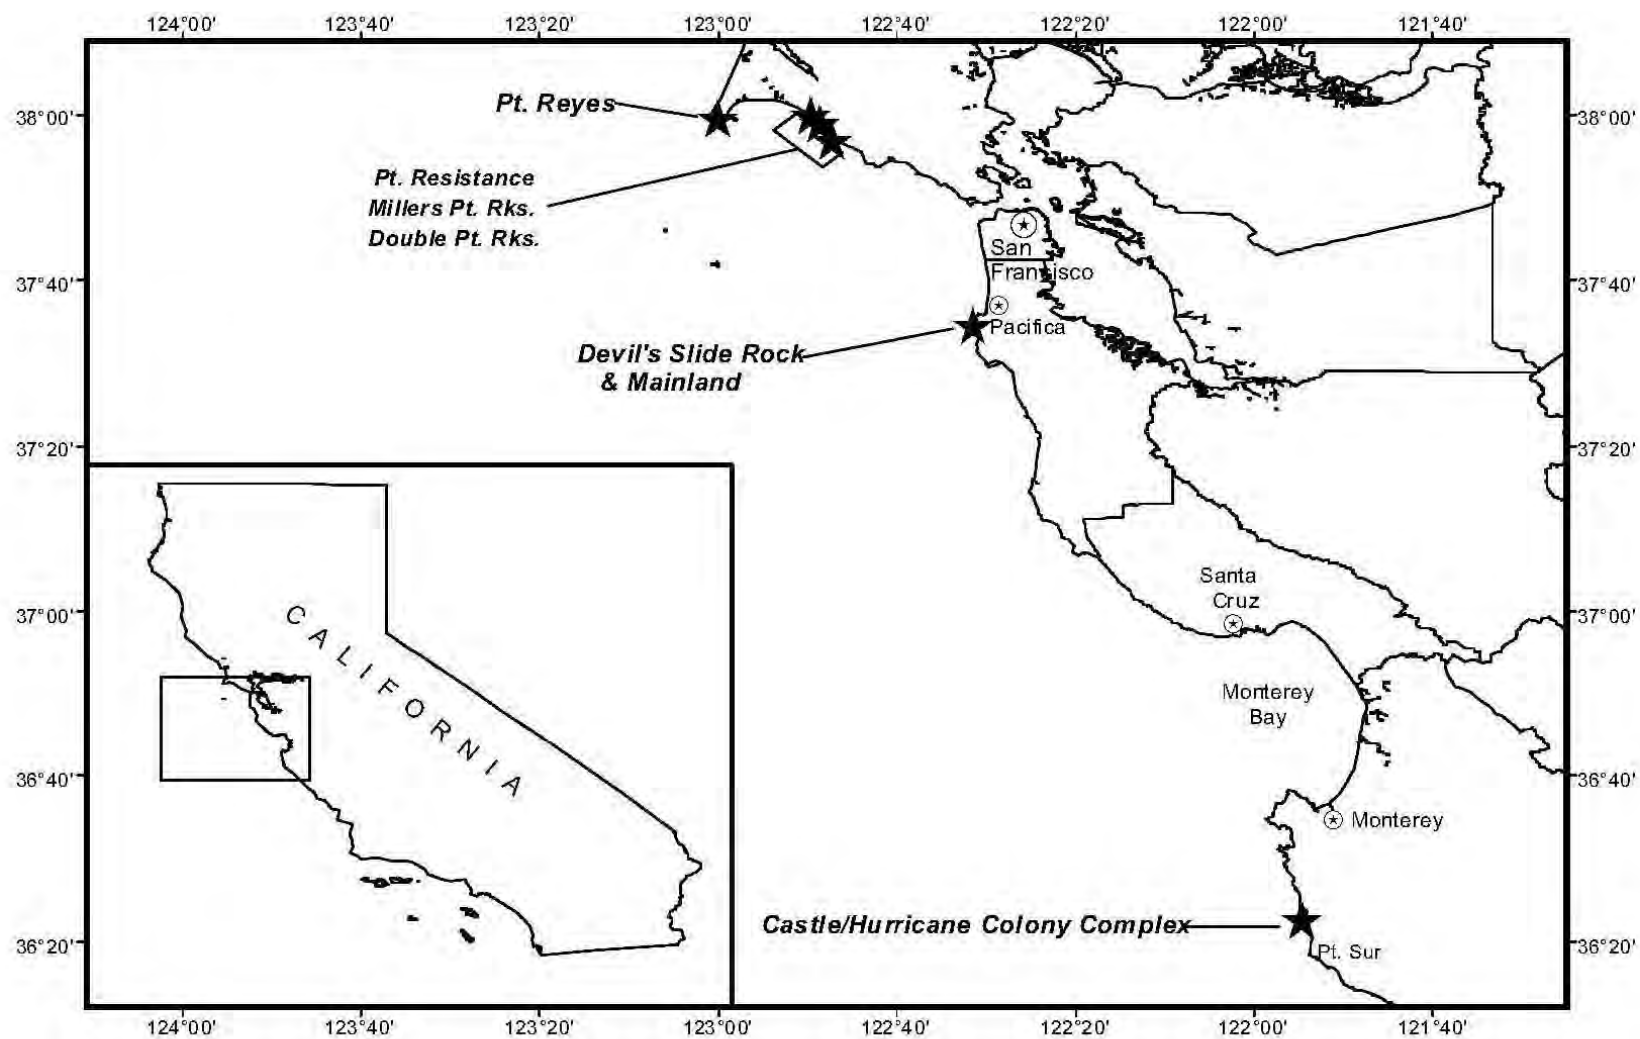 124°00' 123°40' 123°20' 123°00' 122°40' 122°20' 122°00' 121°40'
38°00' 38°00'
Pt. Reyes
Pt. Resistance
Millers Pt. Rks.
Double Pt. Rks.
San
Fransisco
37°40' 37°40'
Pacifica
Devil's Slide Rock
& Mainland
37°20' 37°20'
Santa
Cruz
37°00' 37°00'
CALIFORNIA
Monterey
Bay
36°40' 36°40'
Monterey
Castle/Hurricane Colony Complex
36°20' 36°20'
Pt. Sur
124°00' 123°40' 123°20' 123°00' 122°40' 122°20' 122°00' 121°40'